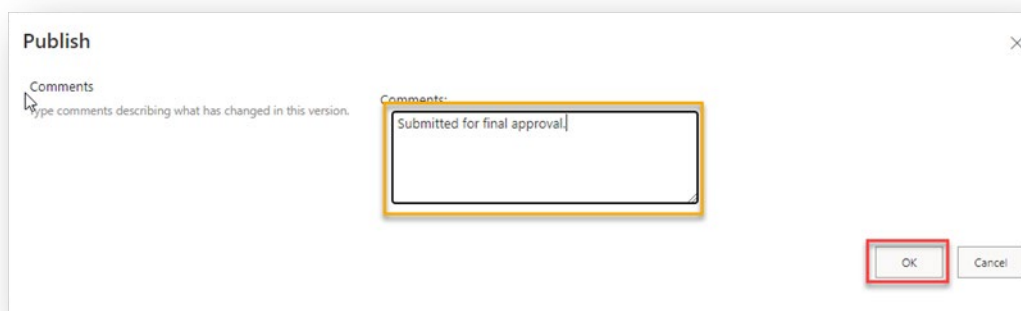 Publish
Comments
Type comments describing what has changed in this version.
Comments:
Submitted for final approval.
OK
Cancel